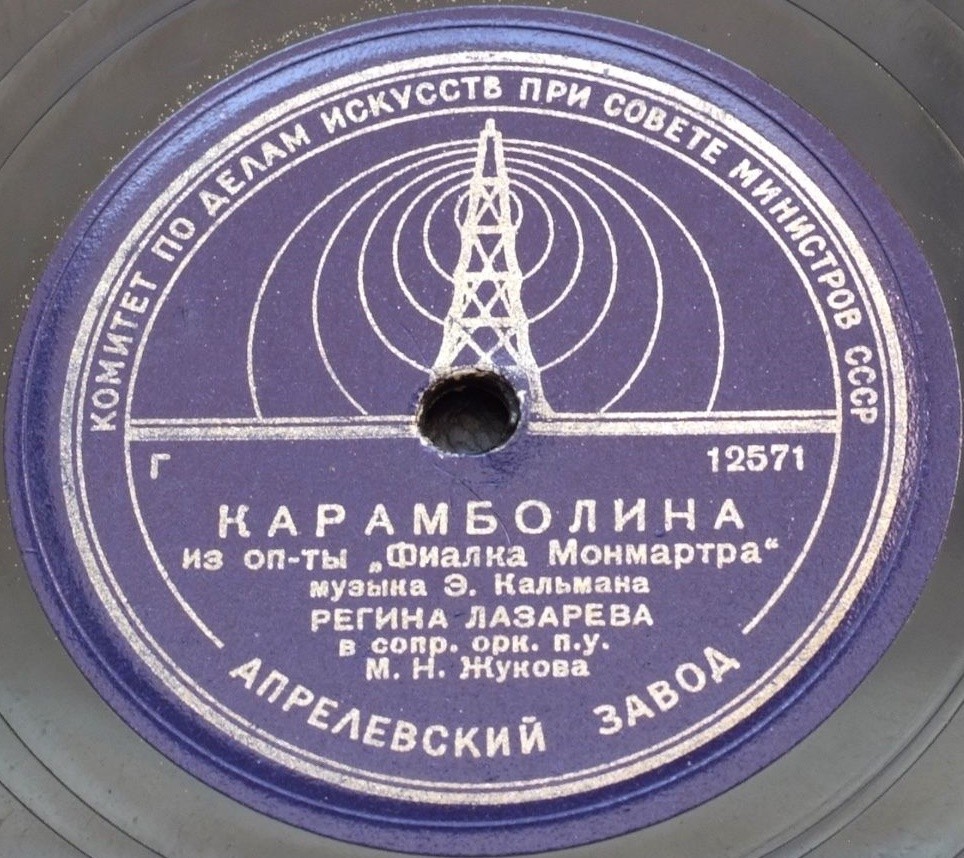 КОМИТЕТ ПО ДЕЛАМ ИСКУССТВ ПРИ СОВЕТЕ МИНИСТРОВ СССР
Г 12571
КАРАМБОЛИНА
из оп-ты „Фиалка Монмартра“
музыка Э. Кальмана
РЕГИНА ЛАЗАРЕВА
в сопр. орк. п.у.
М. Н. Жукова
АПРЕЛЕВСКИЙ ЗАВОД